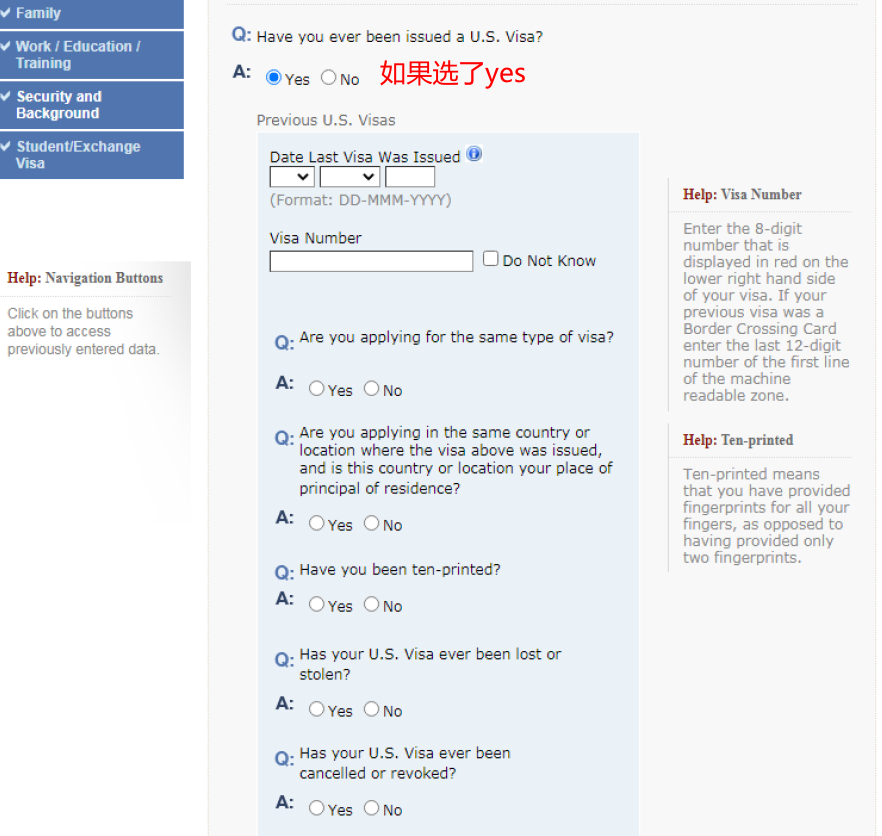 Family
Work / Education /
Training
Security and
Background
Student/Exchange
Visa
Help: Navigation Buttons
Click on the buttons
above to access
previously entered data.
Q: Have you ever been issued a U.S. Visa?
A: Yes No 如果选了yes
Previous U.S. Visas
Date Last Visa Was Issued
(Format: DD-MMM-YYYY)
Visa Number
Do Not Know
Q: Are you applying for the same type of visa?
A: Yes No
Q: Are you applying in the same country or
location where the visa above was issued,
and is this country or location your place of
principal of residence?
A: Yes No
Q: Have you been ten-printed?
A: Yes No
Q: Has your U.S. Visa ever been lost or
stolen?
A: Yes No
Q: Has your U.S. Visa ever been
cancelled or revoked?
A: Yes No
Help: Visa Number
Enter the 8-digit
number that is
displayed in red on the
lower right hand side
of your visa. If your
previous visa was a
Border Crossing Card
enter the last 12-digit
number of the first line
of the machine
readable zone.
Help: Ten-printed
Ten-printed means
that you have provided
fingerprints for all your
fingers, as opposed to
having provided only
two fingerprints.